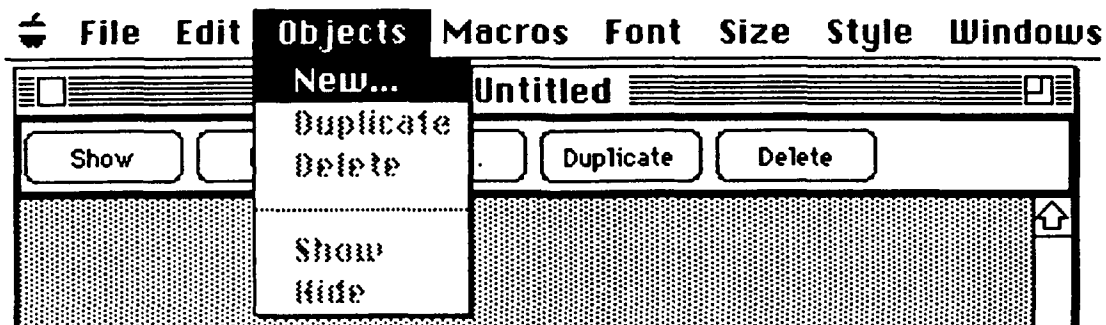 File Edit Objects Macros Font Size Style Windows
New...
Untitled
Duplicate
Delete
Show
Hide
Show
Duplicate Delete